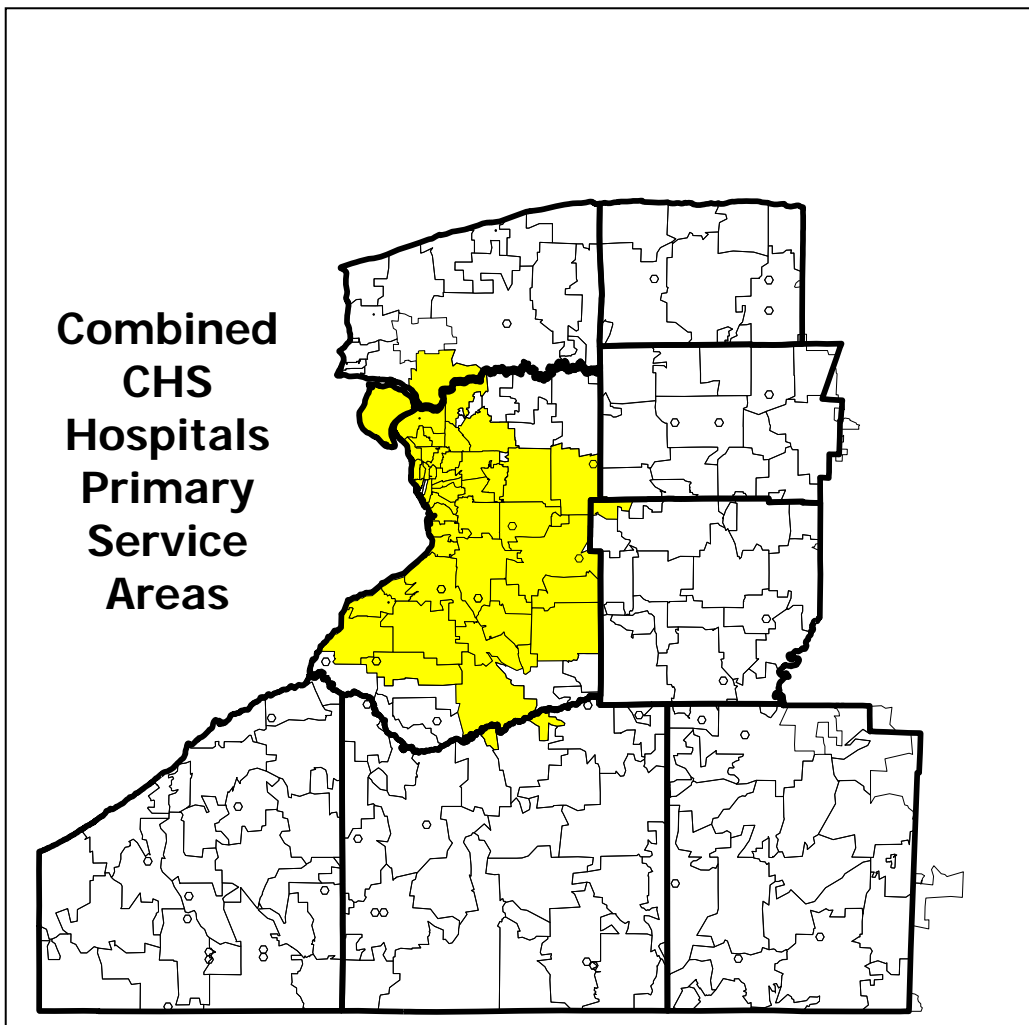 Combined
CHS
Hospitals
Primary
Service
Areas